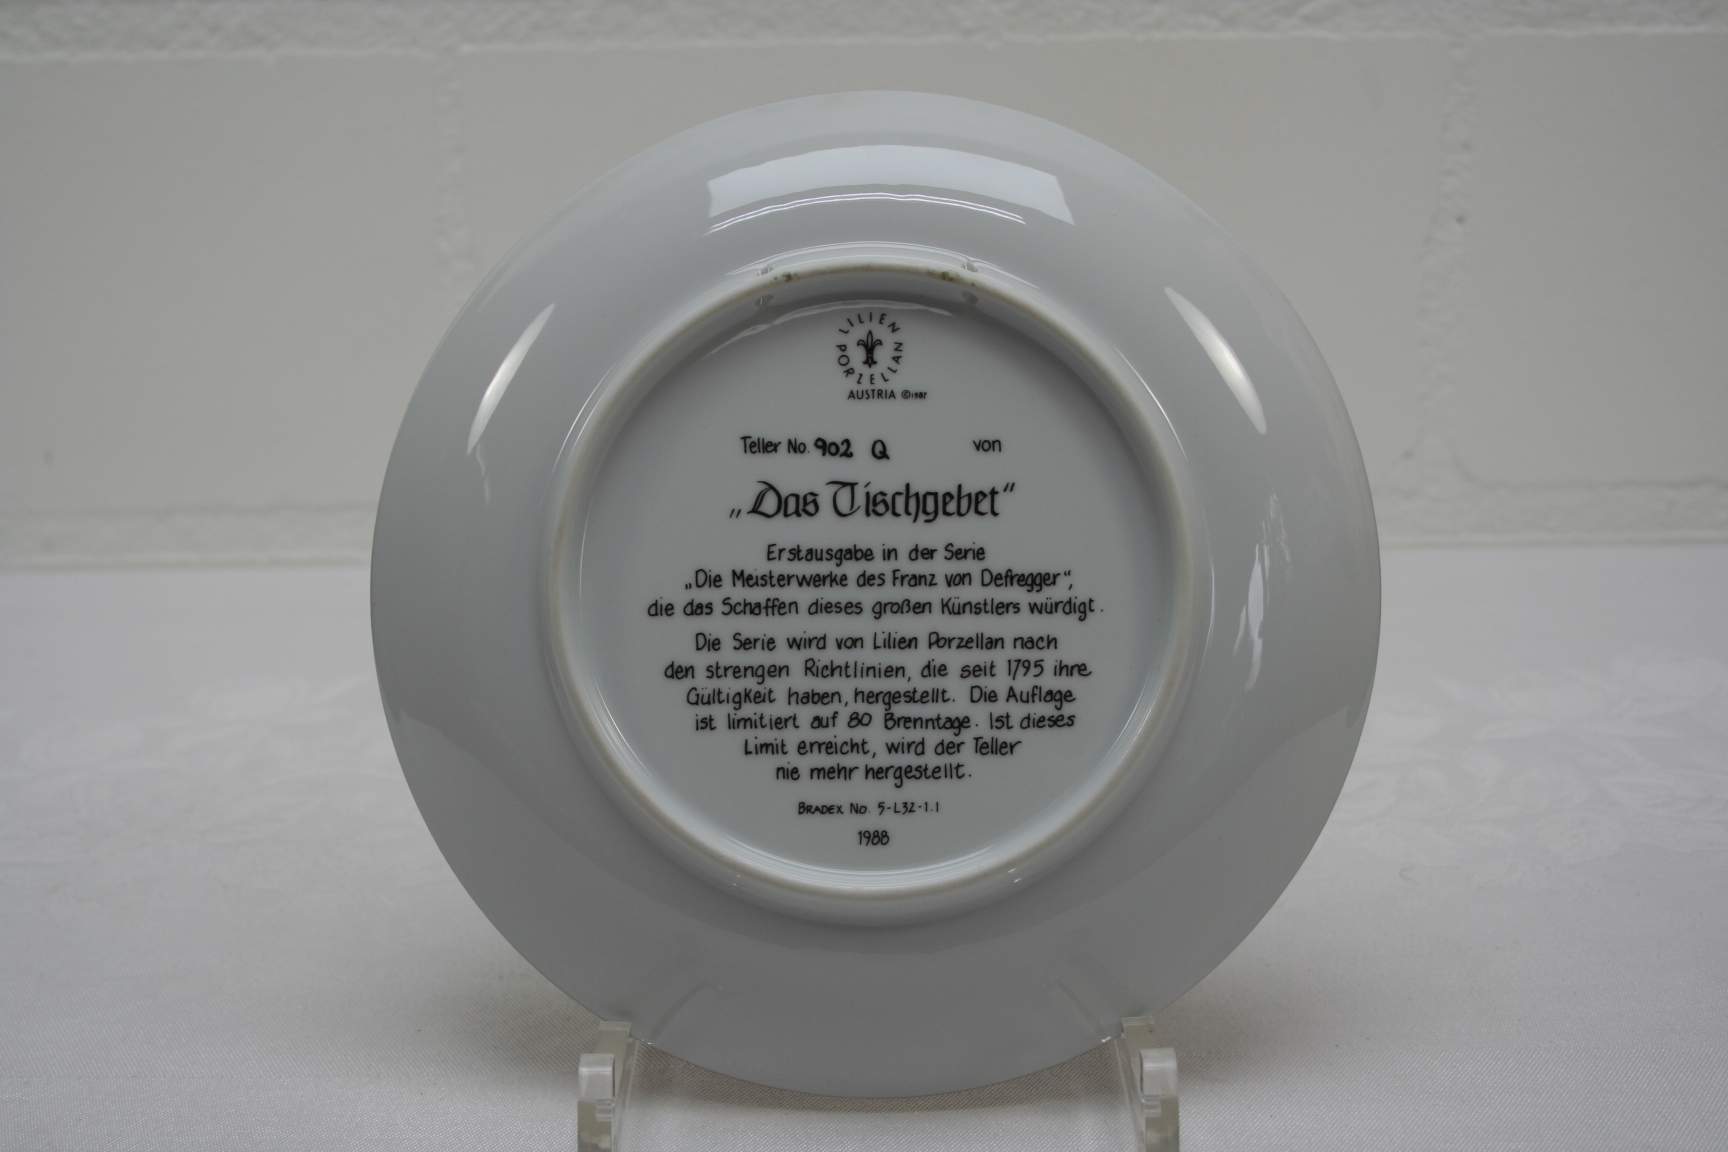 LILIEN PORZELLAN
AUSTRIA © 1987
Teller No. 902 Q von
„Das Tischgebet“
Erstausgabe in der Serie
„Die Meisterwerke des Franz von Defregger“,
die das Schaffen dieses großen Künstlers würdigt.
Die Serie wird von Lilien Porzellan nach
den strengen Richtlinien, die seit 1795 ihre
Gültigkeit haben, hergestellt. Die Auflage
ist limitiert auf 80 Brenntage. Ist dieses
Limit erreicht, wird der Teller
nie mehr hergestellt.
BRADEX No. 5-L32-1.1
1988